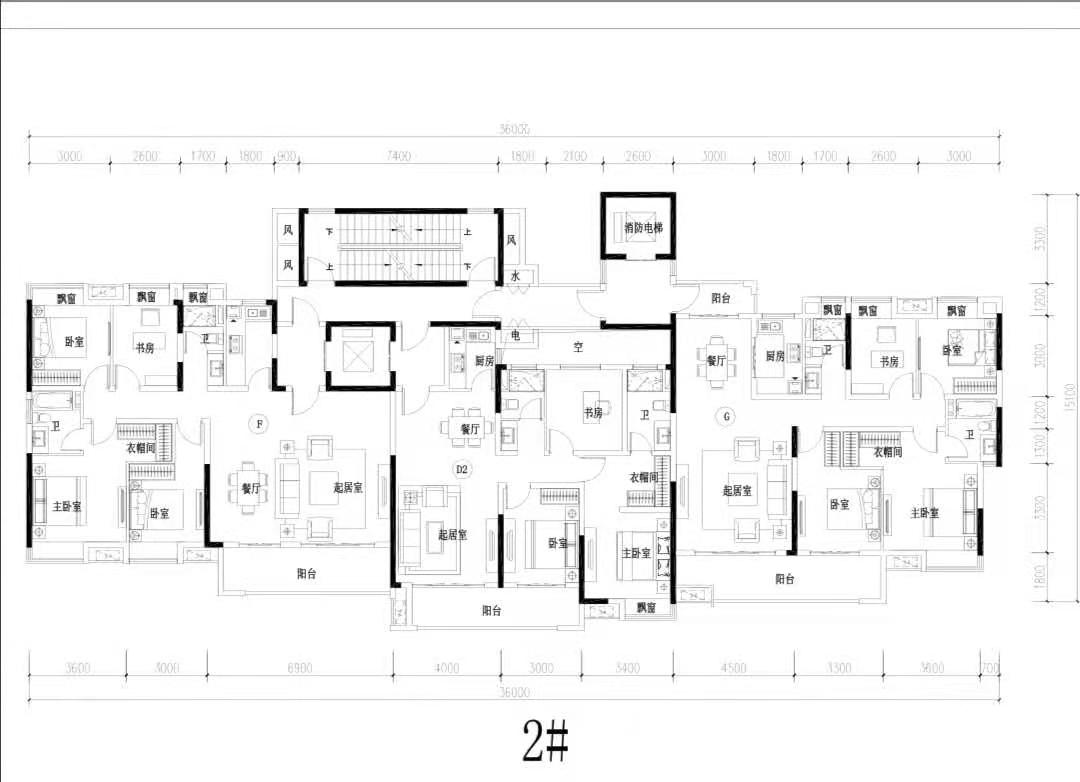 36000
3000 2600 1700 1800 900 7400 1800 2100 2600 3000 1800 1700 2600 3000
消防电梯
风 下 上 风
风 上 下
水
3300
1200
3000
1200
1300
3300
1800
15100
飘窗 飘窗 飘窗 阳台 飘窗 飘窗 飘窗
卧室 书房 卫 电 空 厨房 餐厅 厨房 卫 书房 卧室
卫 F 餐厅 书房 卫 G 卫
衣帽间 D2 衣帽间 衣帽间
主卧室 卧室 餐厅 起居室 起居室 卧室 主卧室 起居室 卧室 主卧室
阳台 阳台 飘窗 阳台
3600 3000 6900 4000 3000 3400 4500 3300 3800 700
36000
2#